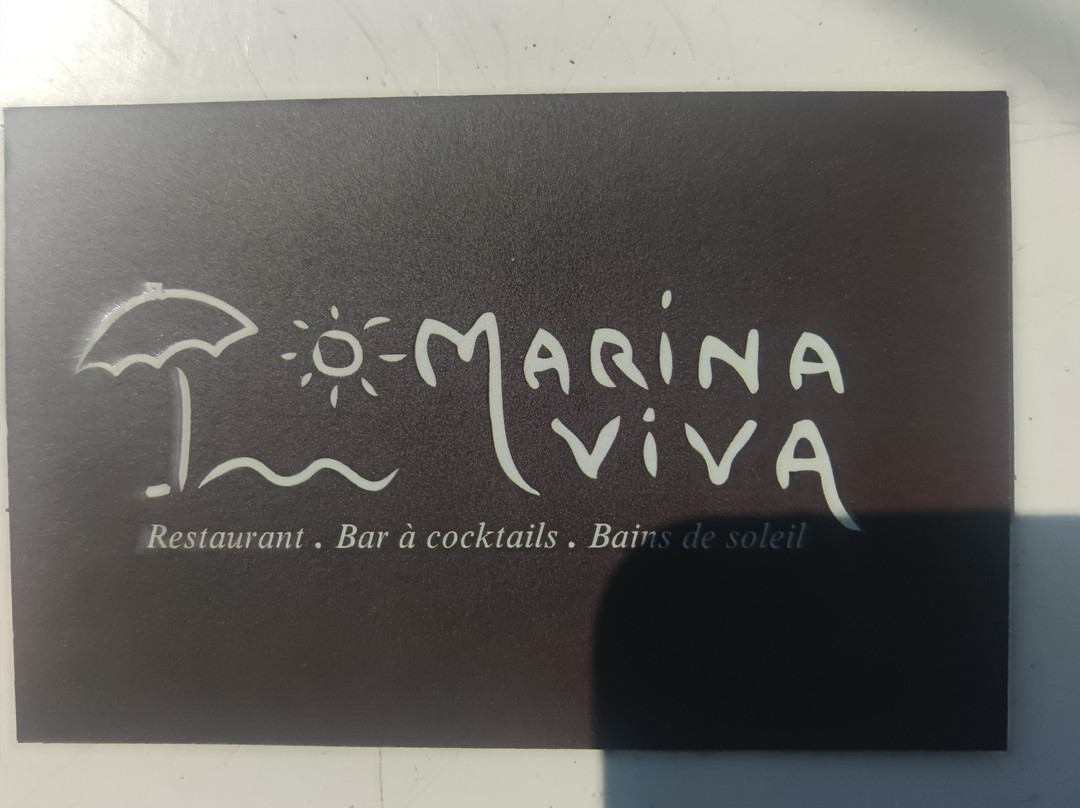 MARiNA
ViVA
Restaurant . Bar à cocktails . Bains de soleil